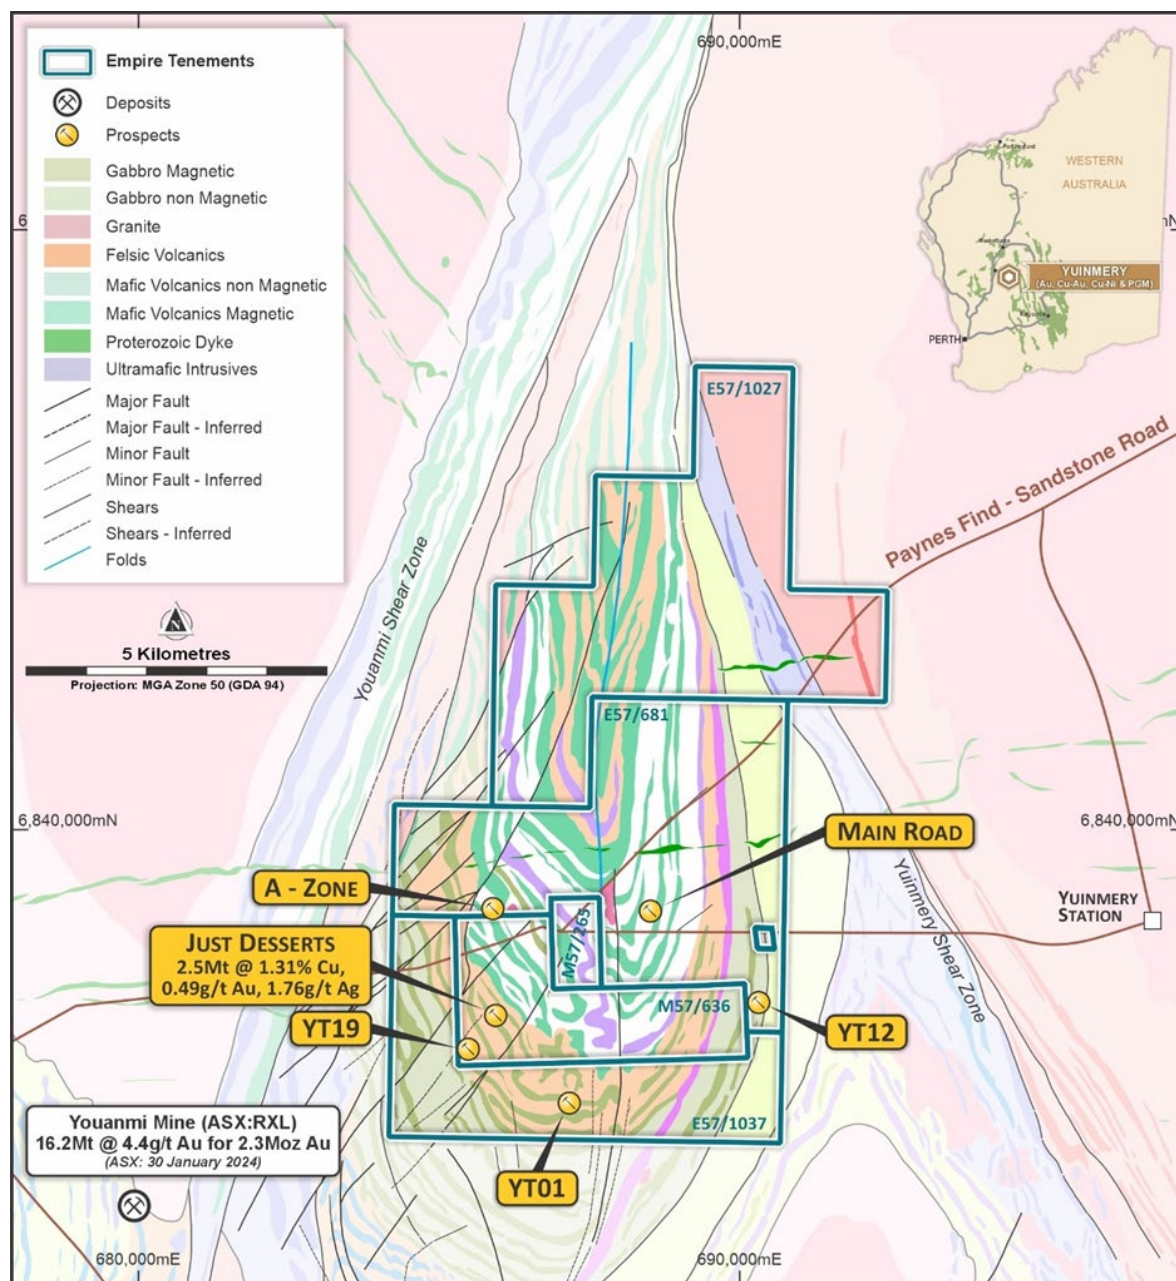 Empire Tenements
Deposits
Prospects
Gabbro Magnetic
Gabbro non Magnetic
Granite
Felsic Volcanics
Mafic Volcanics non Magnetic
Mafic Volcanics Magnetic
Proterozoic Dyke
Ultramafic Intrusives
Major Fault
Major Fault - Inferred
Minor Fault
Minor Fault - Inferred
Shears
Shears - Inferred
Folds
N
5 Kilometres
Projection: MGA Zone 50 (GDA 94)
690,000mE
WESTERN
AUSTRALIA
YUINMERY
(Au, Cu-Au, Cu-Ni & PGM)
PERTH
E57/1027
Paynes Find - Sandstone Road
Youanmi Shear Zone
E57/681
6,840,000mN
6,840,000mN
MAIN ROAD
A - ZONE
YUINMERY
STATION
Yuinmery Shear Zone
M57/265
JUST DESSERTS
2.5Mt @ 1.31% Cu,
0.49g/t Au, 1.76g/t Ag
M57/636
YT19
YT12
E57/1037
Youanmi Mine (ASX:RXL)
16.2Mt @ 4.4g/t Au for 2.3Moz Au
(ASX: 30 January 2024)
YT01
680,000mE
690,000mE